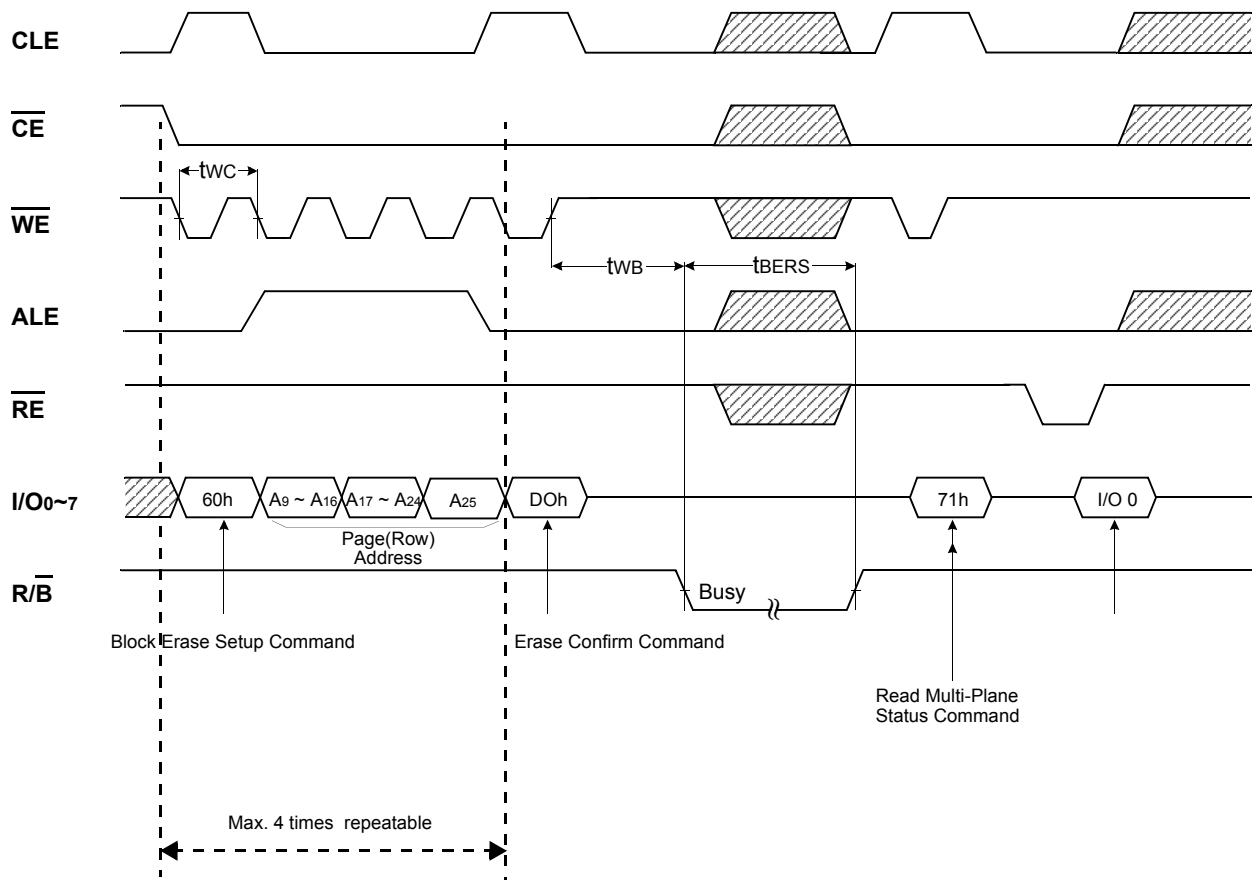 CLE
CE
tWC
WE
tWB
tBERS
ALE
RE
I/O0~7
60h
A9 ~ A16
A17 ~ A24
A25
DOh
71h
I/O 0
Page(Row)
Address
R/B
Busy
Block Erase Setup Command
Erase Confirm Command
Read Multi-Plane
Status Command
Max. 4 times repeatable